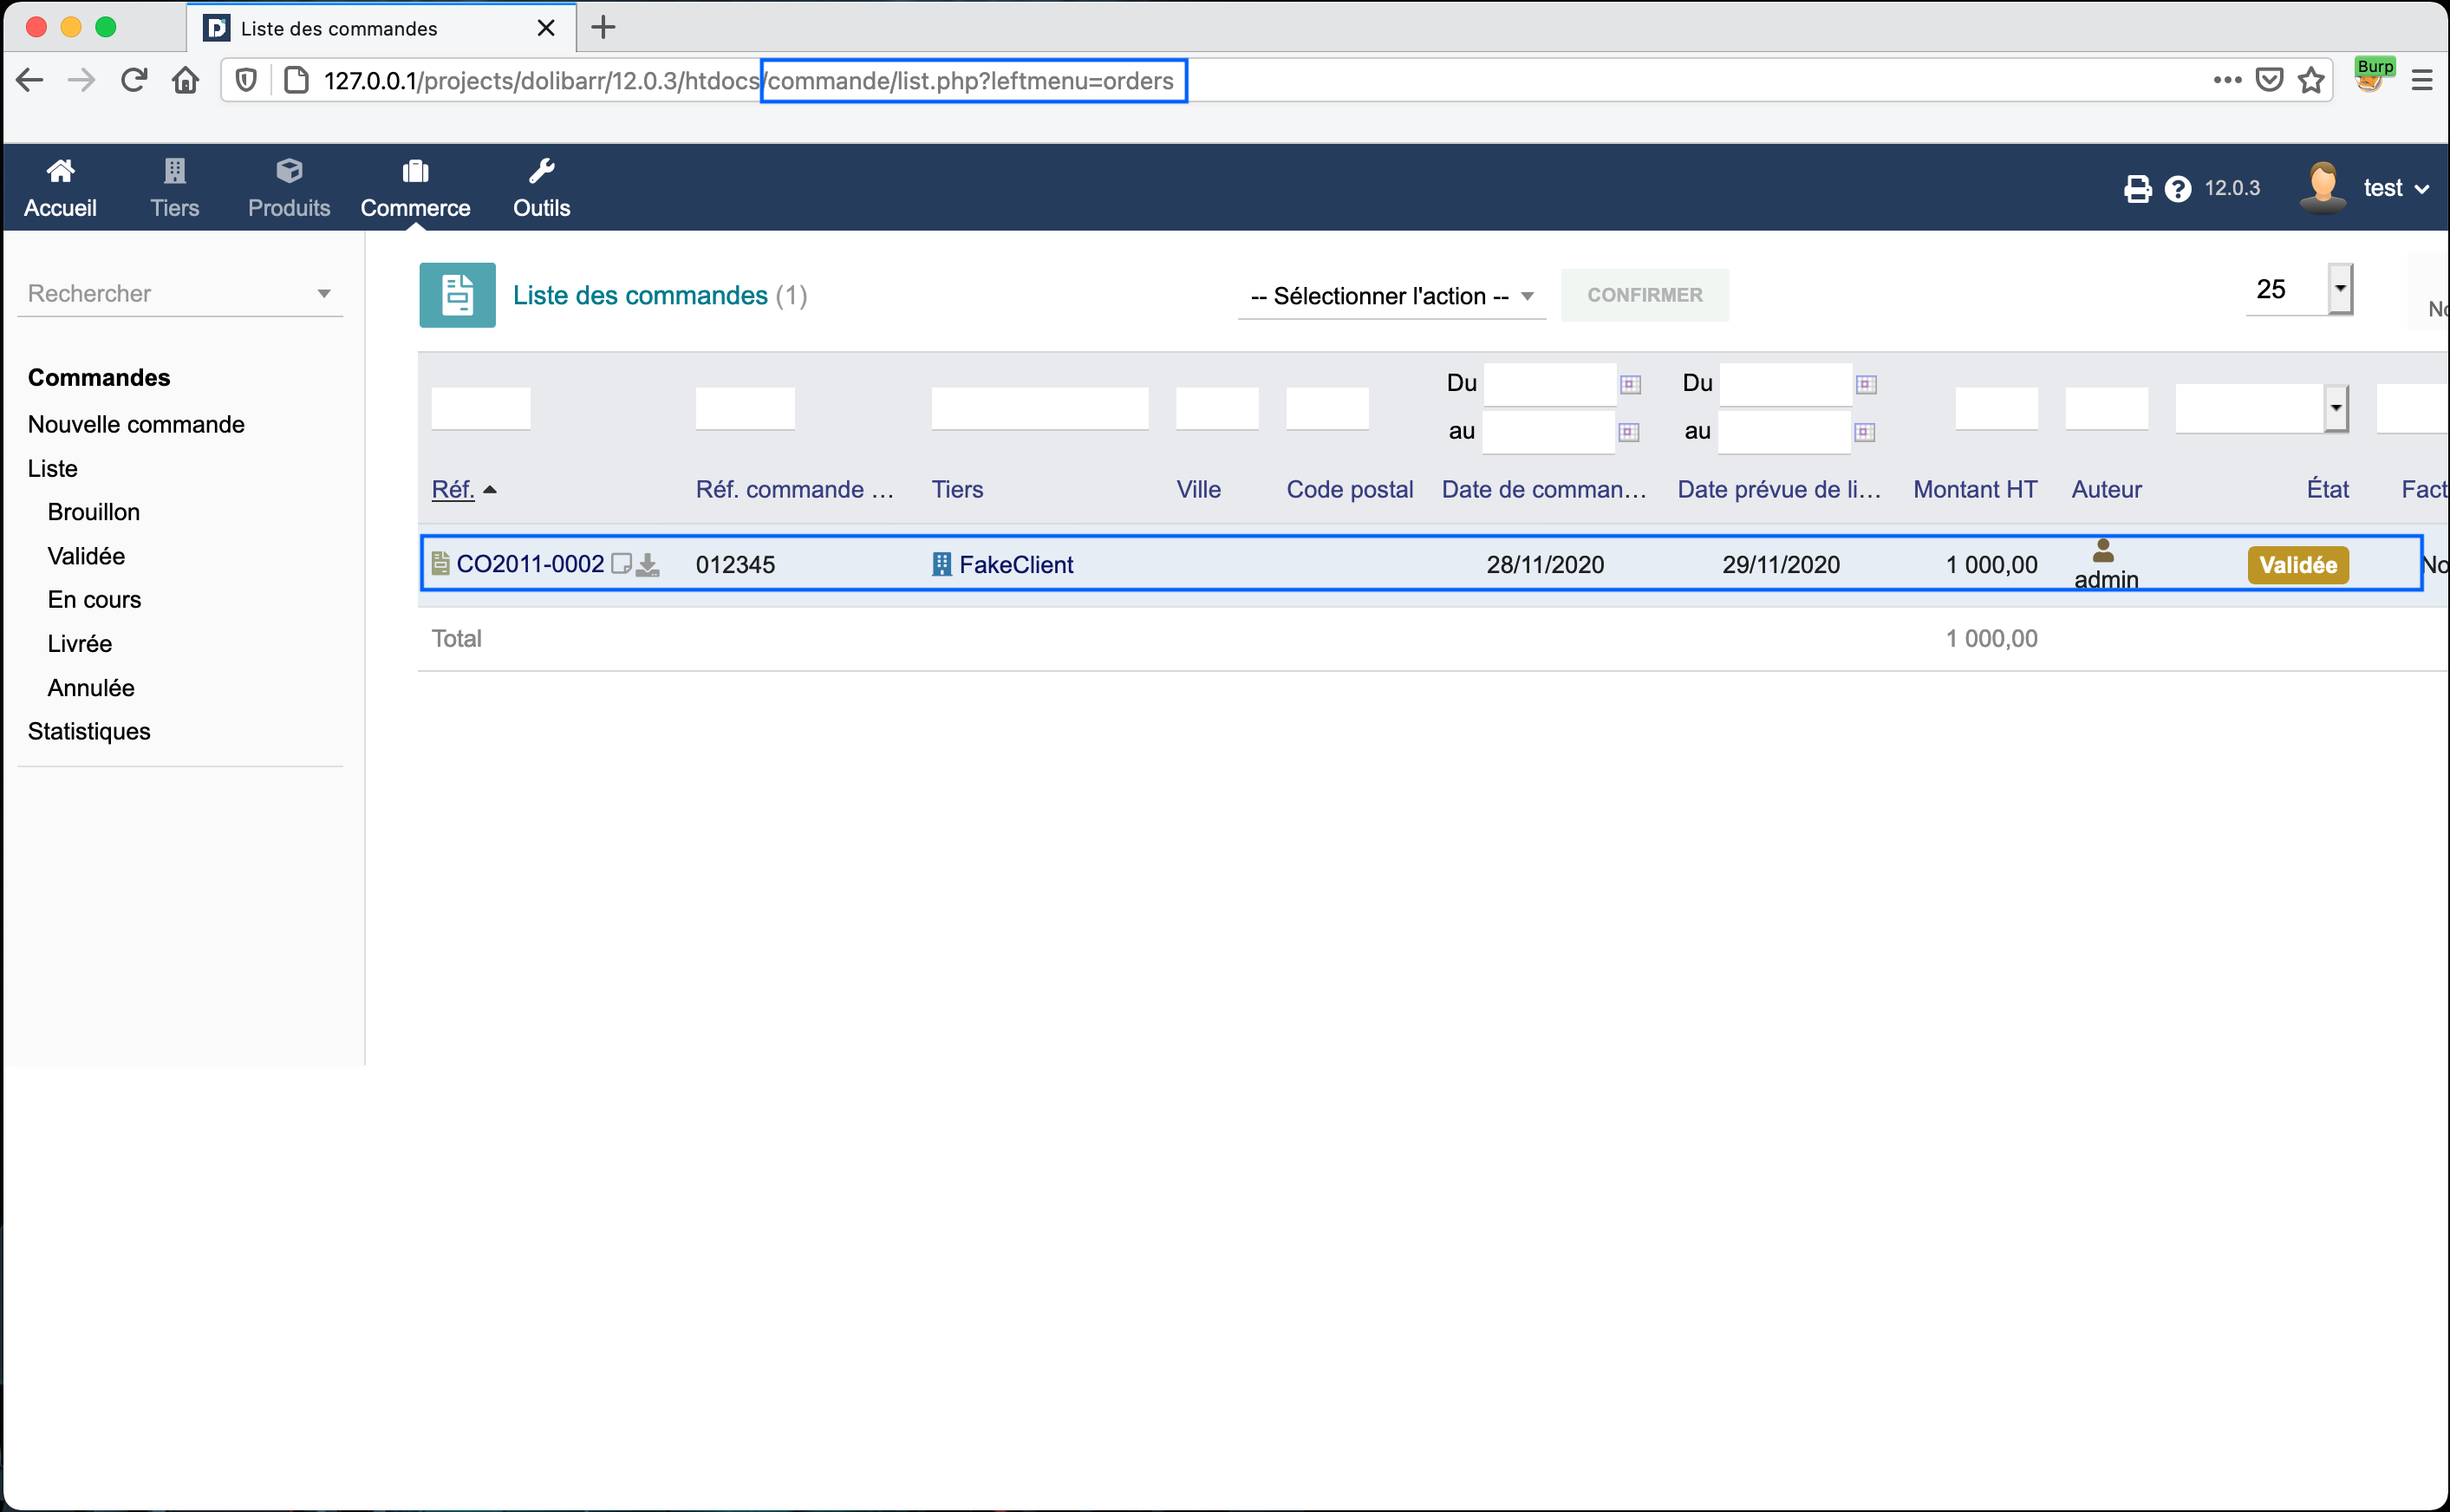 Liste des commandes
127.0.0.1/projects/dolibarr/12.0.3/htdocs/commande/list.php?leftmenu=orders
Burp
Accueil Tiers Produits Commerce Outils 12.0.3 test
Rechercher
Commandes
Nouvelle commande
Liste
Brouillon
Validée
En cours
Livrée
Annulée
Statistiques
Liste des commandes (1) -- Sélectionner l'action -- CONFIRMER 25
Du Du
au au
Réf. Réf. commande ... Tiers Ville Code postal Date de comman... Date prévue de li... Montant HT Auteur État Fact
CO2011-0002 012345 FakeClient 28/11/2020 29/11/2020 1 000,00 admin Validée No
Total 1 000,00